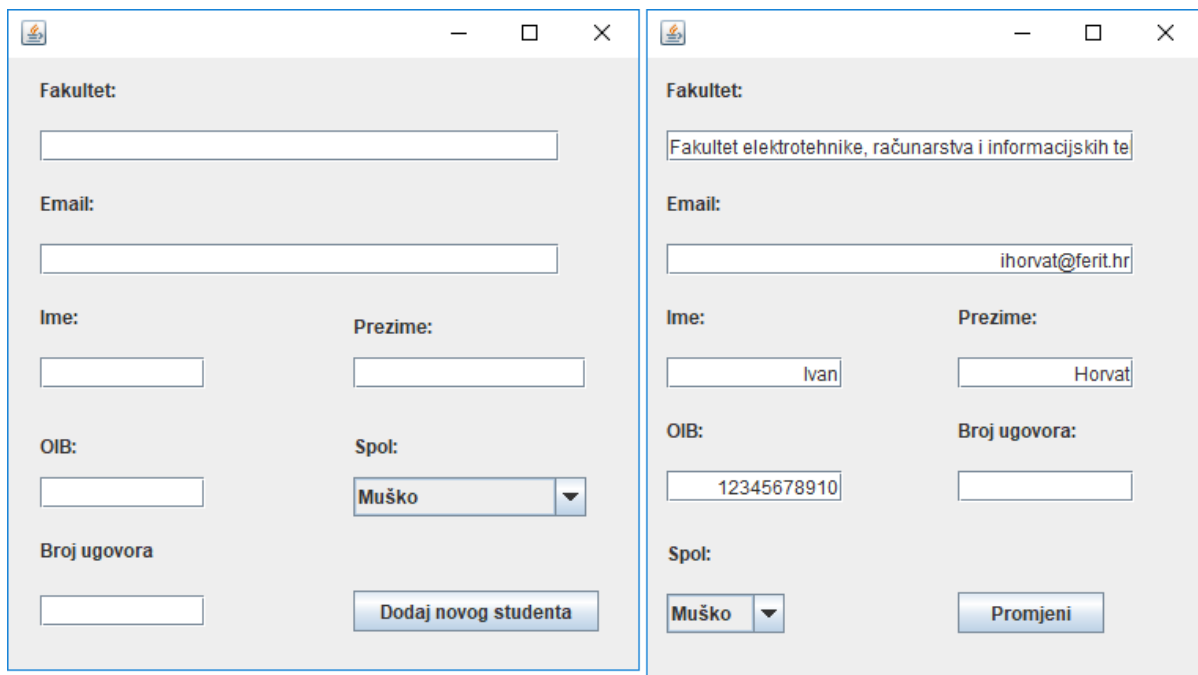 Fakultet:
Email:
Ime:
Prezime:
OIB:
Spol:
Muško
Broj ugovora
Dodaj novog studenta
Fakultet:
Fakultet elektrotehnike, računarstva i informacijskih te
Email:
ihorvat@ferit.hr
Ime:
Prezime:
Ivan
Horvat
OIB:
Broj ugovora:
12345678910
Spol:
Muško
Promjeni